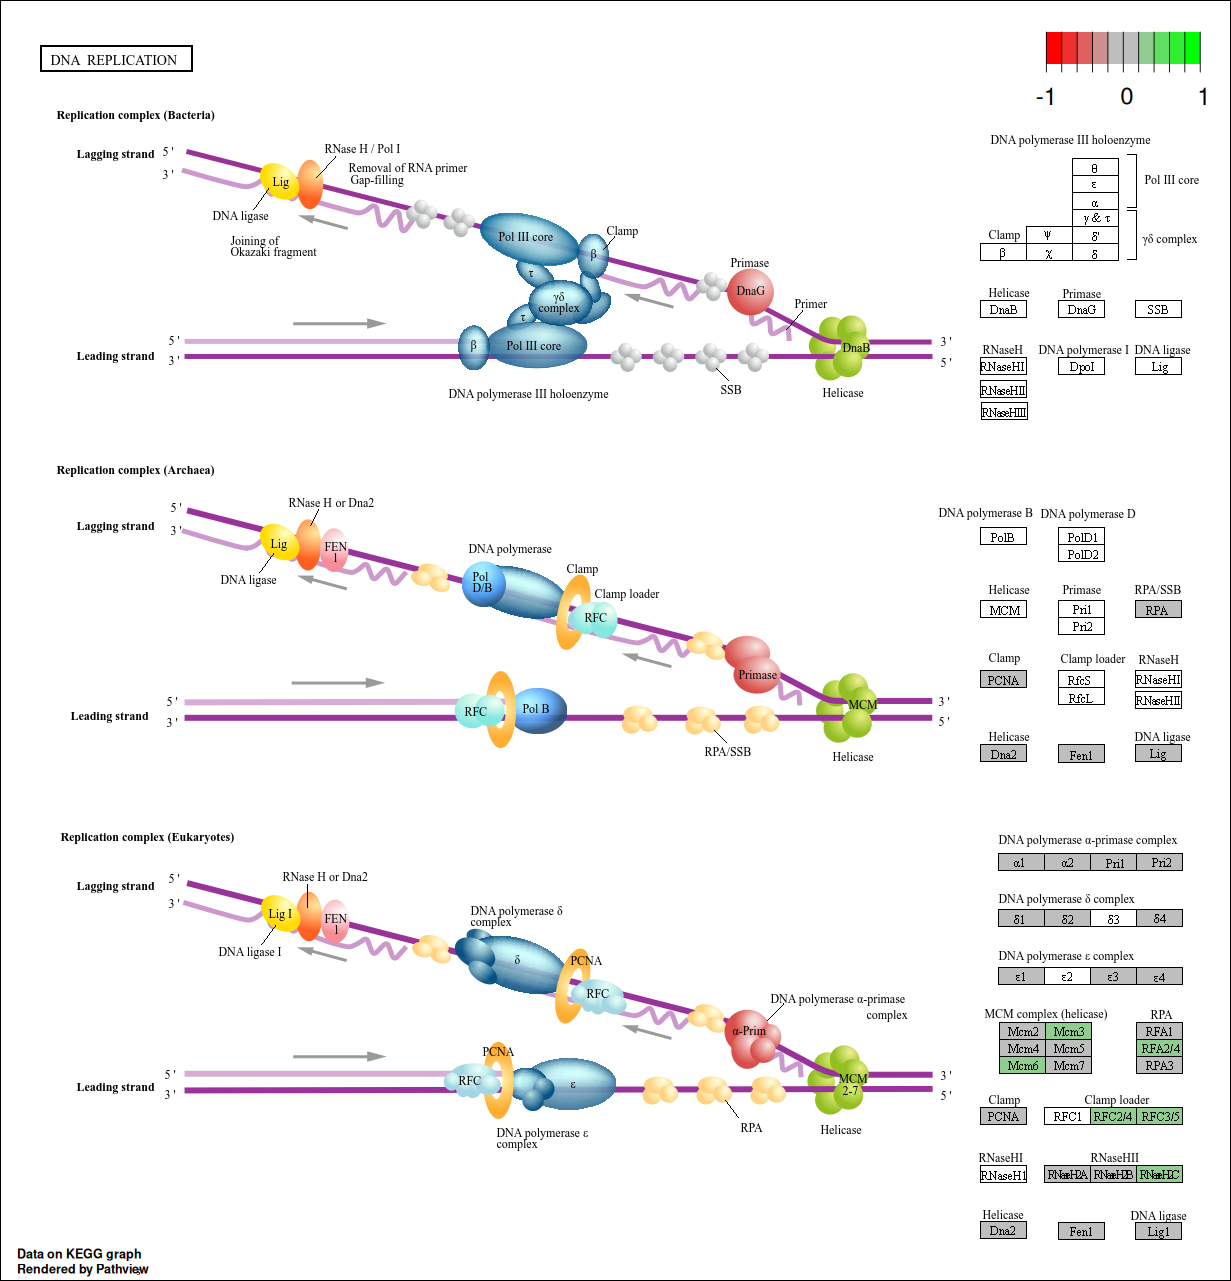 DNA REPLICATION
-1 0 1
Replication complex (Bacteria)
Lagging strand 5 '
3 '
RNase H / Pol I
Removal of RNA primer
Gap-filling
Lig
DNA ligase
Joining of
Okazaki fragment
Pol III core
Clamp
β
τ
γδ
complex
τ
Primase
DnaG
Primer
5 '
Leading strand 3 '
β
Pol III core
DnaB
3 '
5 '
SSB
Helicase
DNA polymerase III holoenzyme
DNA polymerase III holoenzyme
θ
ε
α
Pol III core
γ & τ
Clamp ψ δ'
β χ δ
γδ complex
Helicase Primase
DnaB DnaG SSB
RNaseH DNA polymerase I DNA ligase
RNaseHI DpoI Lig
RNaseHII
RNaseHIII
Replication complex (Archaea)
Lagging strand 5 '
3 '
RNase H or Dna2
Lig
FEN
1
DNA ligase
DNA polymerase
Pol
D/B
Clamp
Clamp loader
RFC
Primase
5 '
Leading strand 3 '
RFC
Pol B
MCM
3 '
5 '
RPA/SSB
Helicase
DNA polymerase B DNA polymerase D
PolB PolD1
PolD2
Helicase Primase RPA/SSB
MCM Pri1 RPA
Pri2
Clamp Clamp loader RNaseH
PCNA RfcS RNaseHI
RfcL RNaseHII
Helicase DNA ligase
Dna2 Fen1 Lig
Replication complex (Eukaryotes)
Lagging strand 5 '
3 '
RNase H or Dna2
Lig I
FEN
1
DNA ligase I
DNA polymerase δ
complex
δ
PCNA
RFC
DNA polymerase α-primase
complex
α-Prim
5 '
Leading strand 3 '
PCNA
RFC
ε
MCM
2-7
3 '
5 '
RPA
Helicase
DNA polymerase ε
complex
DNA polymerase α-primase complex
α1 α2 Pri1 Pri2
DNA polymerase δ complex
δ1 δ2 δ3 δ4
DNA polymerase ε complex
ε1 ε2 ε3 ε4
MCM complex (helicase) RPA
Mcm2 Mcm3 RFA1
Mcm4 Mcm5 RFA2/4
Mcm6 Mcm7 RPA3
Clamp Clamp loader
PCNA RFC1 RFC2/4 RFC3/5
RNaseHI RNaseHII
RNaseH1 RNaseH2A RNaseH2B RNaseH2C
Helicase DNA ligase
Dna2 Fen1 Lig1
Data on KEGG graph
Rendered by Pathview